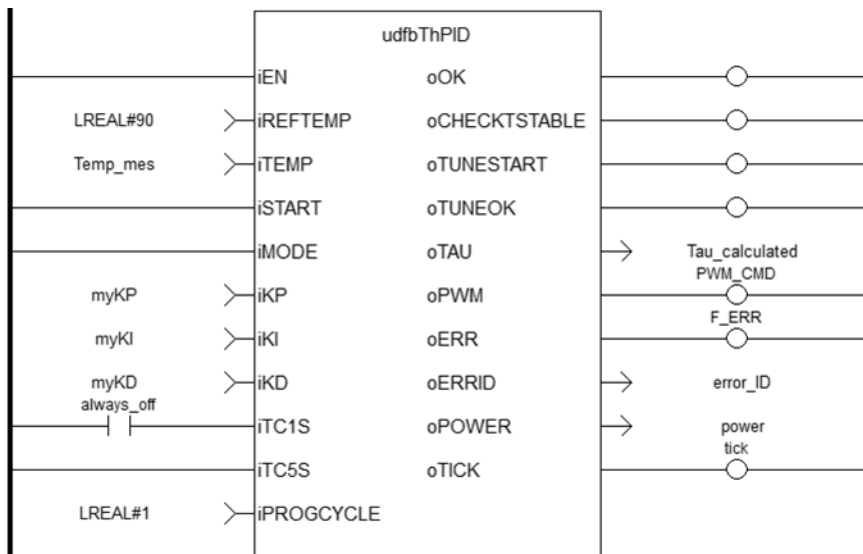 udfbThPID
iEN oOK
LREAL#90 iREFTEMP oCHECKTSTABLE
Temp_mes iTEMP oTUNESTART
iSTART oTUNEOK
iMODE oTAU Tau_calculated
PWM_CMD
myKP iKP oPWM
F_ERR
myKI iKI oERR
myKD iKD oERRID error_ID
always_off
iTC1S oPOWER power
tick
iTC5S oTICK
LREAL#1 iPROGCYCLE